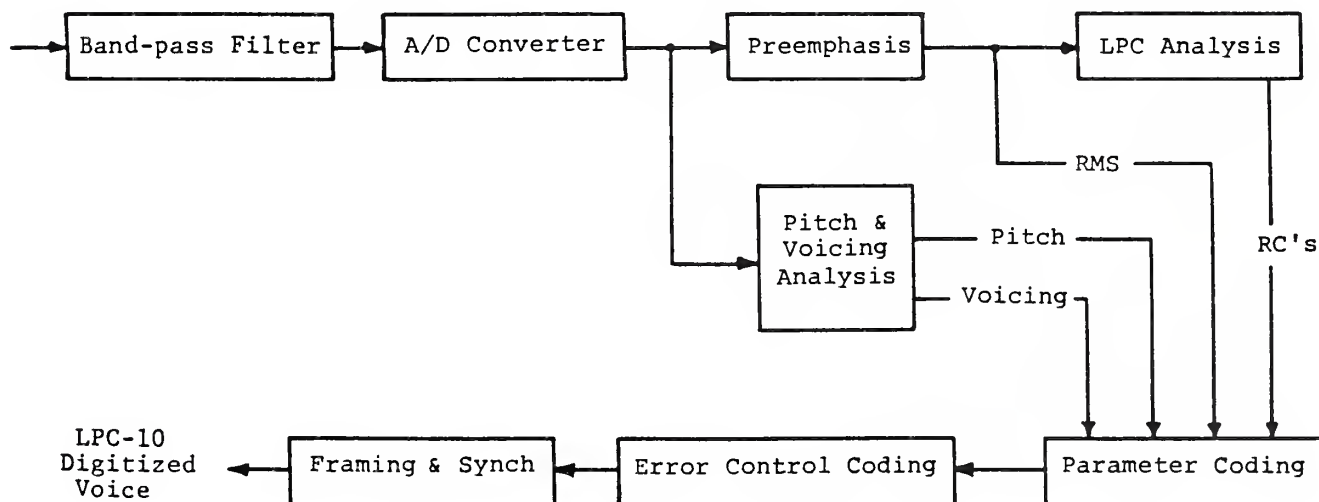 Band-pass Filter
A/D Converter
Preemphasis
LPC Analysis
RMS
Pitch &
Voicing
Analysis
Pitch
RC's
Voicing
LPC-10
Digitized
Voice
Framing & Synch
Error Control Coding
Parameter Coding